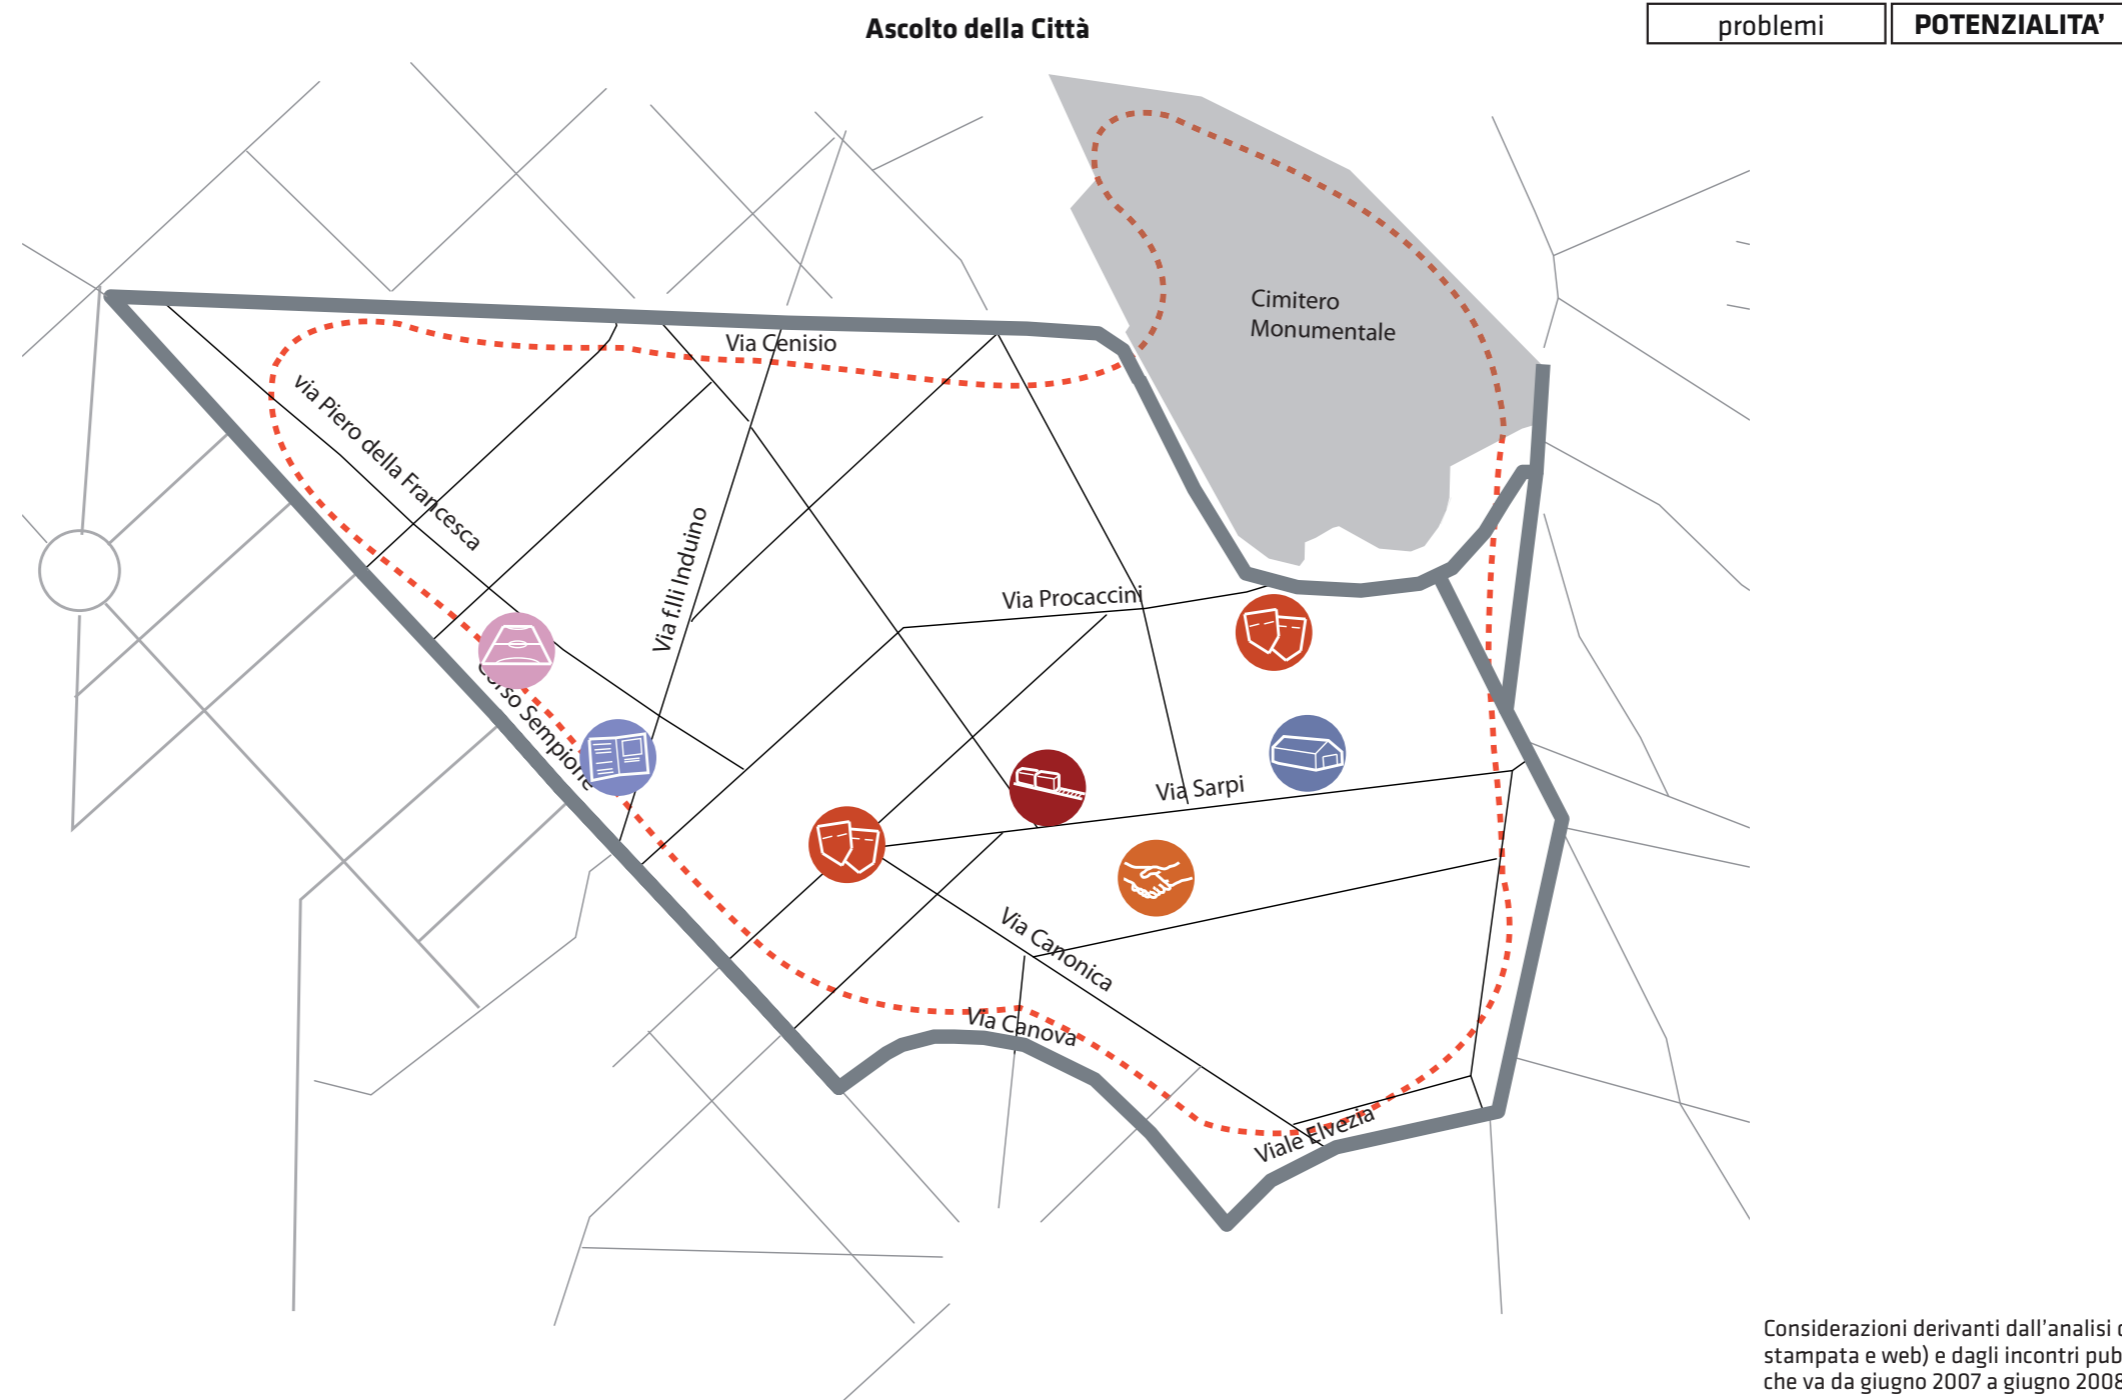 Ascolto della Città
problemi
POTENZIALITA’
Cimitero
Monumentale
Via Cenisio
via Piero della Francesca
Via f.lli Induino
Via Procaccini
Corso Sempione
Via Sarpi
Via Canonica
Via Canova
Viale Elvezia
Considerazioni derivanti dall'analisi
stampata e web) e dagli incontri
che va da giugno 2007 a giugno 2008